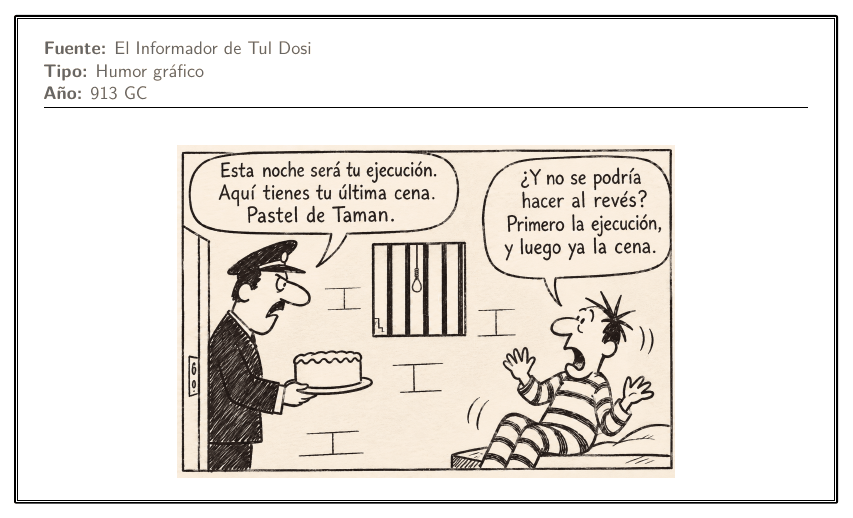 Fuente: El Informador de Tul Dosi
Tipo: Humor gráfico
Año: 913 GC
Esta noche será tu ejecución.
Aquí tienes tu última cena.
Pastel de Taman.
¿Y no se podría
hacer al revés?
Primero la ejecución,
y luego ya la cena.